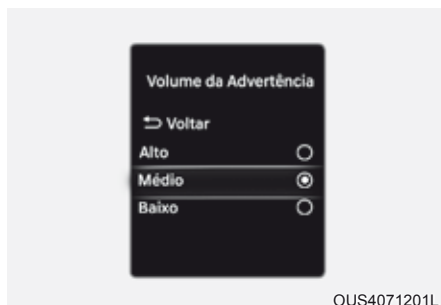 Volume da Advertência
Voltar
Alto
Médio
Baixo
OUS4071201L